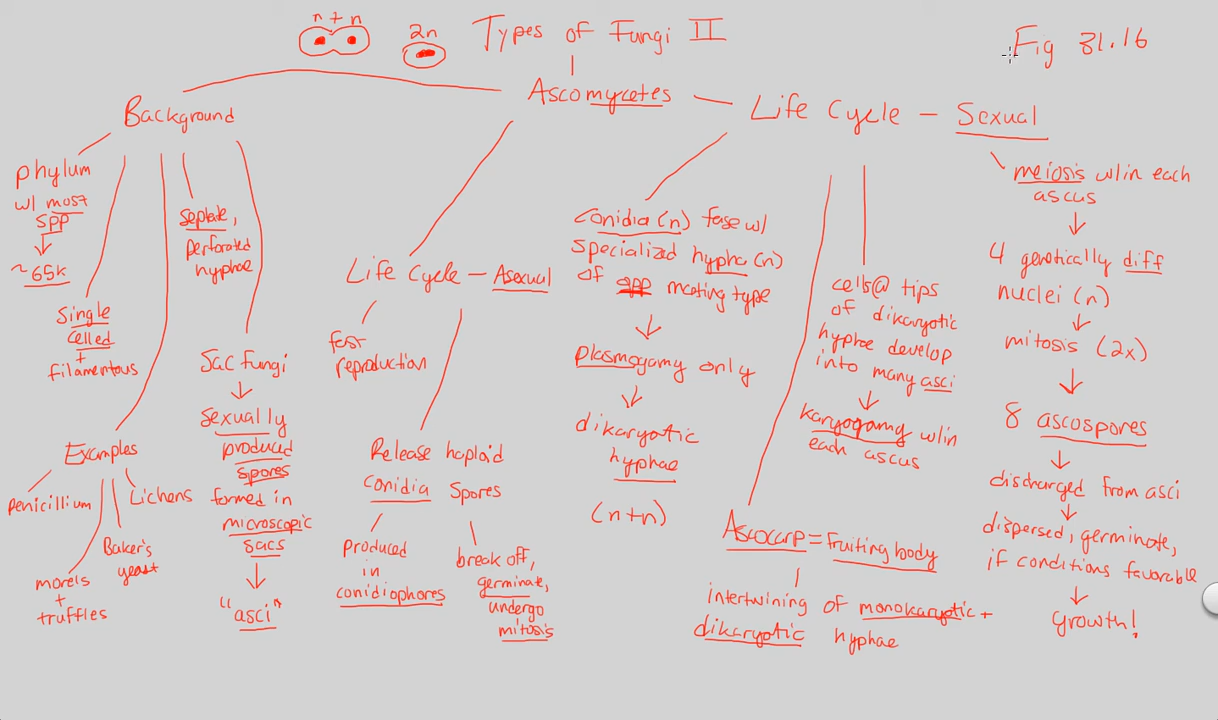 n + n
2n
Types of Fungi II
Fig 31.16
Ascomycetes
Background
phylum
w/ most
spp
~65k
Single
celled
+
filamentous
Examples
Penicillium
morels
+
truffles
Baker's
yeast
Lichens
septate,
perforated
hyphae
Sac fungi
sexually
produced
spores
formed in
microscopic
sacs
"asci"
Life Cycle - Asexual
fast
reproduction
Release haploid
conidia spores
produced
in
conidiophores
break off,
germinate,
undergo
mitosis
Life Cycle - Sexual
Conidia (n) fuse w/
specialized hypha (n)
of opp mating type
plasmogamy only
dikaryotic
hyphae
(n+n)
Ascocarp = fruiting body
intertwining of monokaryotic +
dikaryotic hyphae
cells @ tips
of dikaryotic
hyphae develop
into many asci
karyogamy w/in
each ascus
meiosis w/in each
ascus
4 genetically diff
nuclei (n)
mitosis (2x)
8 ascospores
discharged from asci
dispersed, germinate,
if conditions favorable
growth!